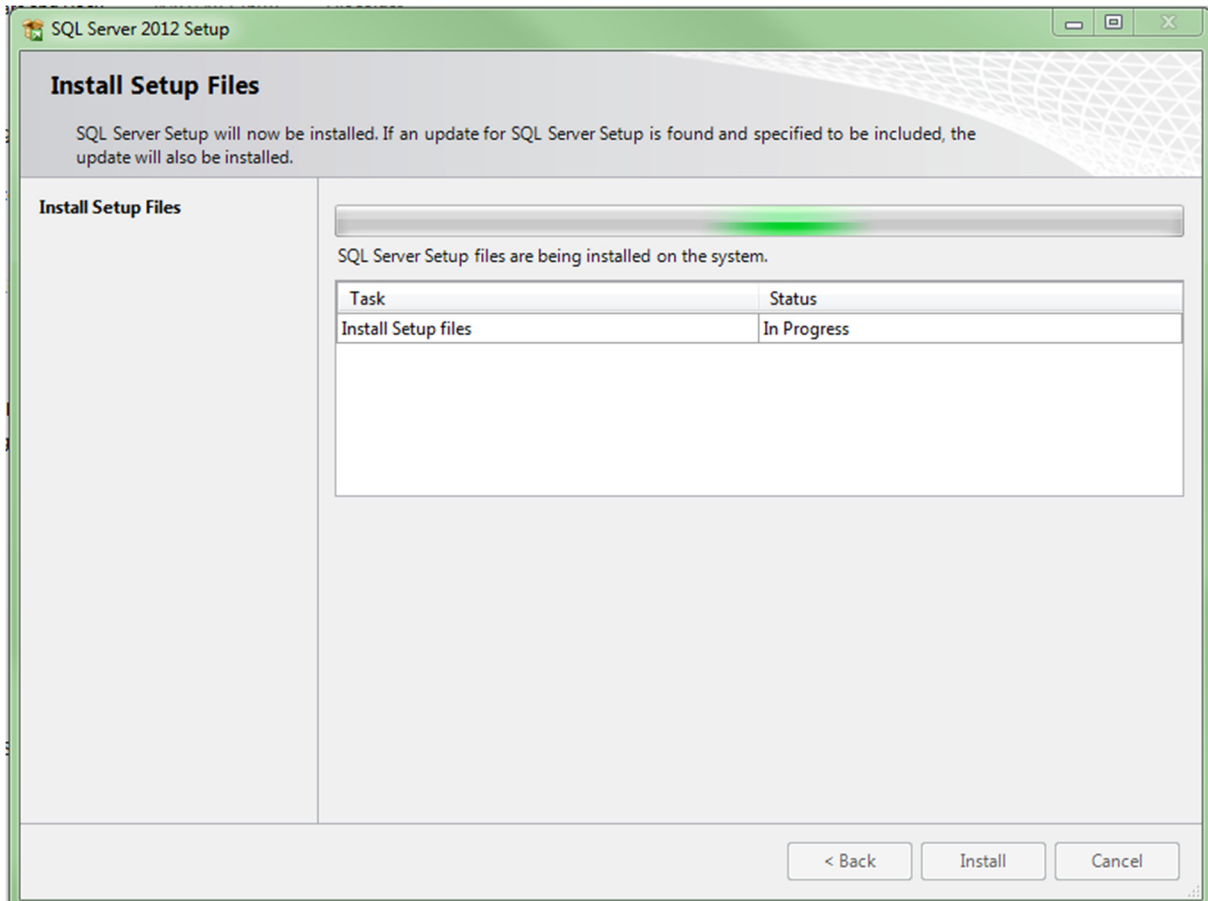 SQL Server 2012 Setup
Install Setup Files
SQL Server Setup will now be installed. If an update for SQL Server Setup is found and specified to be included, the
update will also be installed.
Install Setup Files
SQL Server Setup files are being installed on the system.
Task Status
Install Setup files In Progress
< Back Install Cancel